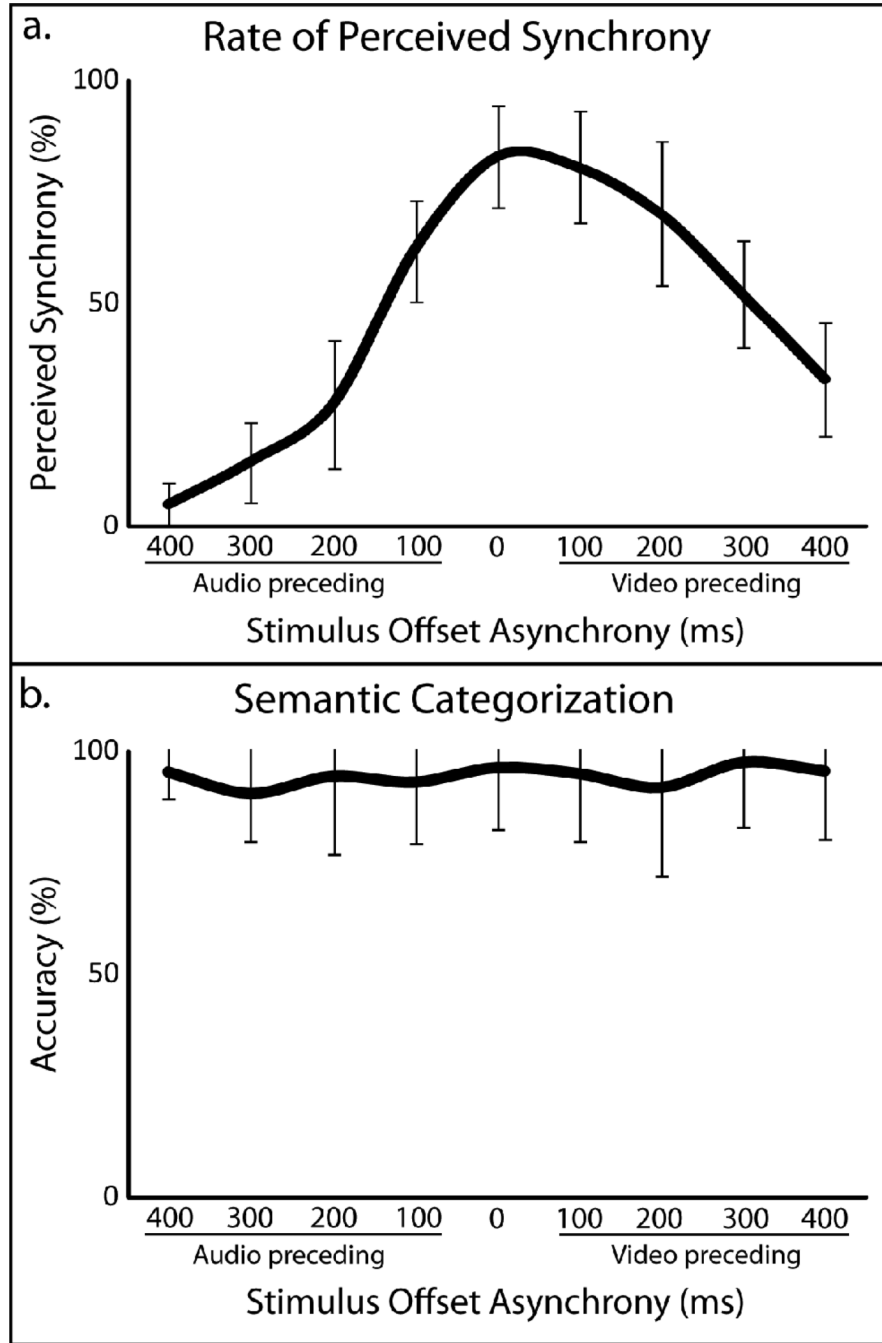 a.
Rate of Perceived Synchrony
Perceived Synchrony (%)
100
50
0
400 300 200 100 0 100 200 300 400
Audio preceding Video preceding
Stimulus Offset Asynchrony (ms)
b.
Semantic Categorization
Accuracy (%)
100
50
0
400 300 200 100 0 100 200 300 400
Audio preceding Video preceding
Stimulus Offset Asynchrony (ms)